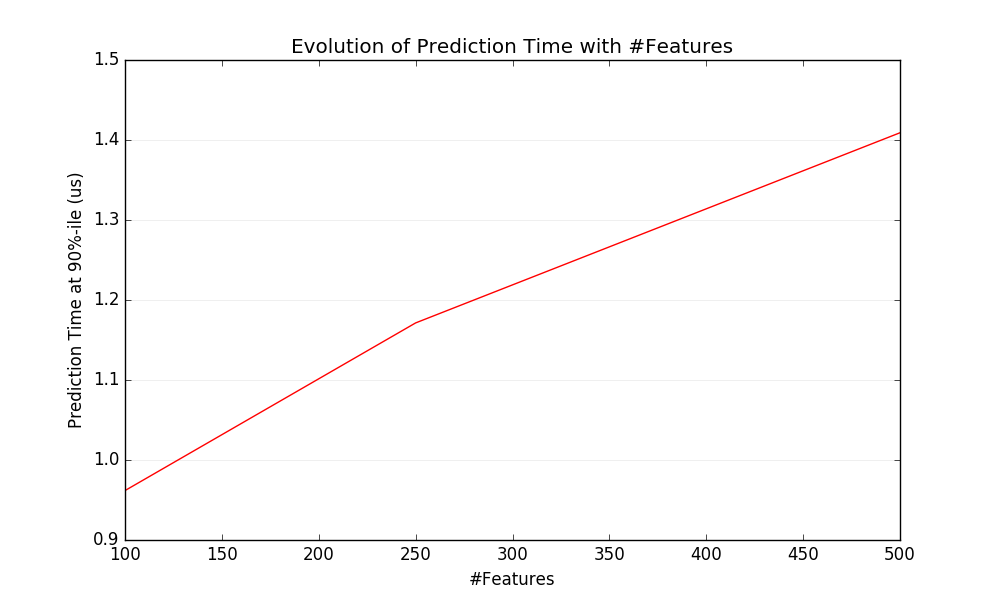 Evolution of Prediction Time with #Features
1.5
1.4
1.3
1.2
1.1
1.0
0.9
Prediction Time at 90%-ile (us)
100 150 200 250 300 350 400 450 500
#Features